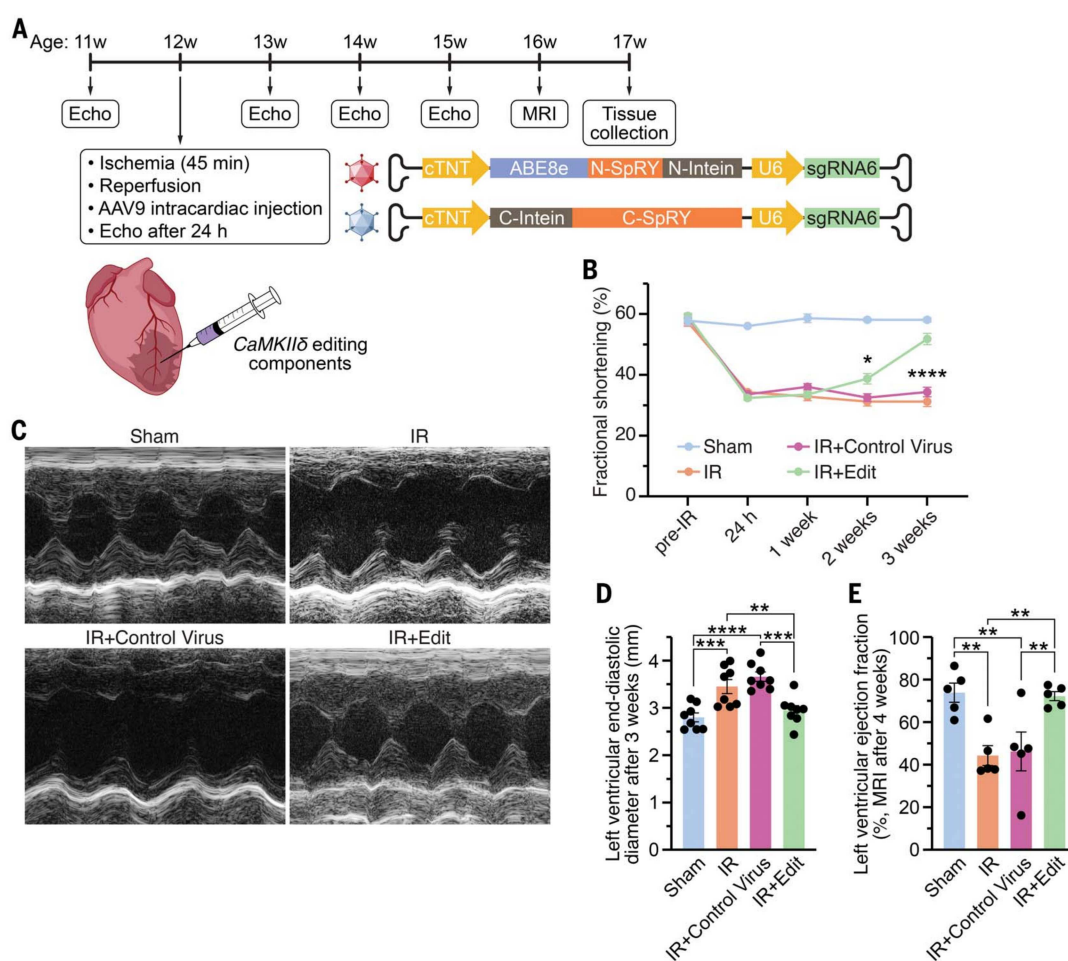 A
Age: 11w 12w 13w 14w 15w 16w 17w
Echo Echo Echo Echo MRI Tissue
collection
• Ischemia (45 min)
• Reperfusion
• AAV9 intracardiac injection
• Echo after 24 h
cTNT ABE8e N-SpRY N-Intein U6 sgRNA6
cTNT C-Intein C-SpRY U6 sgRNA6
CaMKIIδ editing
components
B
Fractional shortening (%)
60
40
20
0
* ****
Sham IR+Control Virus
IR IR+Edit
pre-IR 24 h 1 week 2 weeks 3 weeks
C
Sham IR
IR+Control Virus IR+Edit
D
Left ventricular end-diastolic
diameter after 3 weeks (mm)
4
3
2
1
0
**
****
*** ***
Sham IR IR+Control Virus IR+Edit
E
Left ventricular ejection fraction
(%, MRI after 4 weeks)
100
80
60
40
20
0
**
**
** **
Sham IR IR+Control Virus IR+Edit